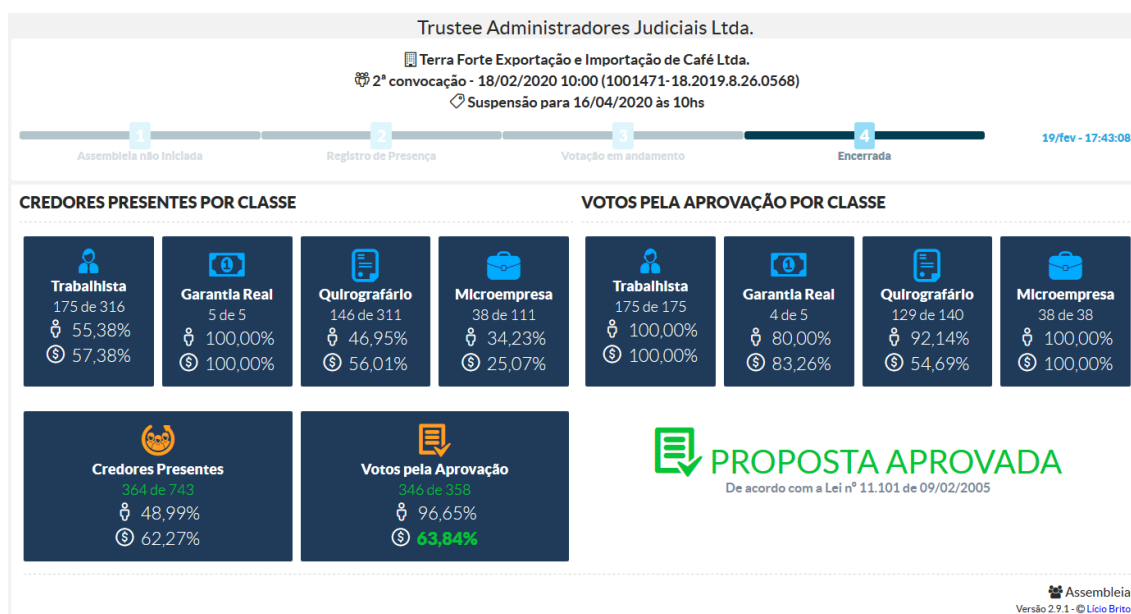 Trustee Administradores Judiciais Ltda.
Terra Forte Exportação e Importação de Café Ltda.
2ª convocação - 18/02/2020 10:00 (1001471-18.2019.8.26.0568)
Suspensão para 16/04/2020 às 10hs
1
2
3
4
Assembleia não Iniciada
Registro de Presença
Votação em andamento
Encerrada
19/fev - 17:43:08
CREDORES PRESENTES POR CLASSE
Trabalhista
175 de 316
55,38%
57,38%
Garantia Real
5 de 5
100,00%
100,00%
Quirografário
146 de 311
46,95%
56,01%
Microempresa
38 de 111
34,23%
25,07%
VOTOS PELA APROVAÇÃO POR CLASSE
Trabalhista
175 de 175
100,00%
100,00%
Garantia Real
4 de 5
80,00%
83,26%
Quirografário
129 de 140
92,14%
54,69%
Microempresa
38 de 38
100,00%
100,00%
Credores Presentes
364 de 743
48,99%
62,27%
Votos pela Aprovação
346 de 358
96,65%
63,84%
PROPOSTA APROVADA
De acordo com a Lei nº 11.101 de 09/02/2005
Assembleia
Versão 2.9.1 - © Lício Brito